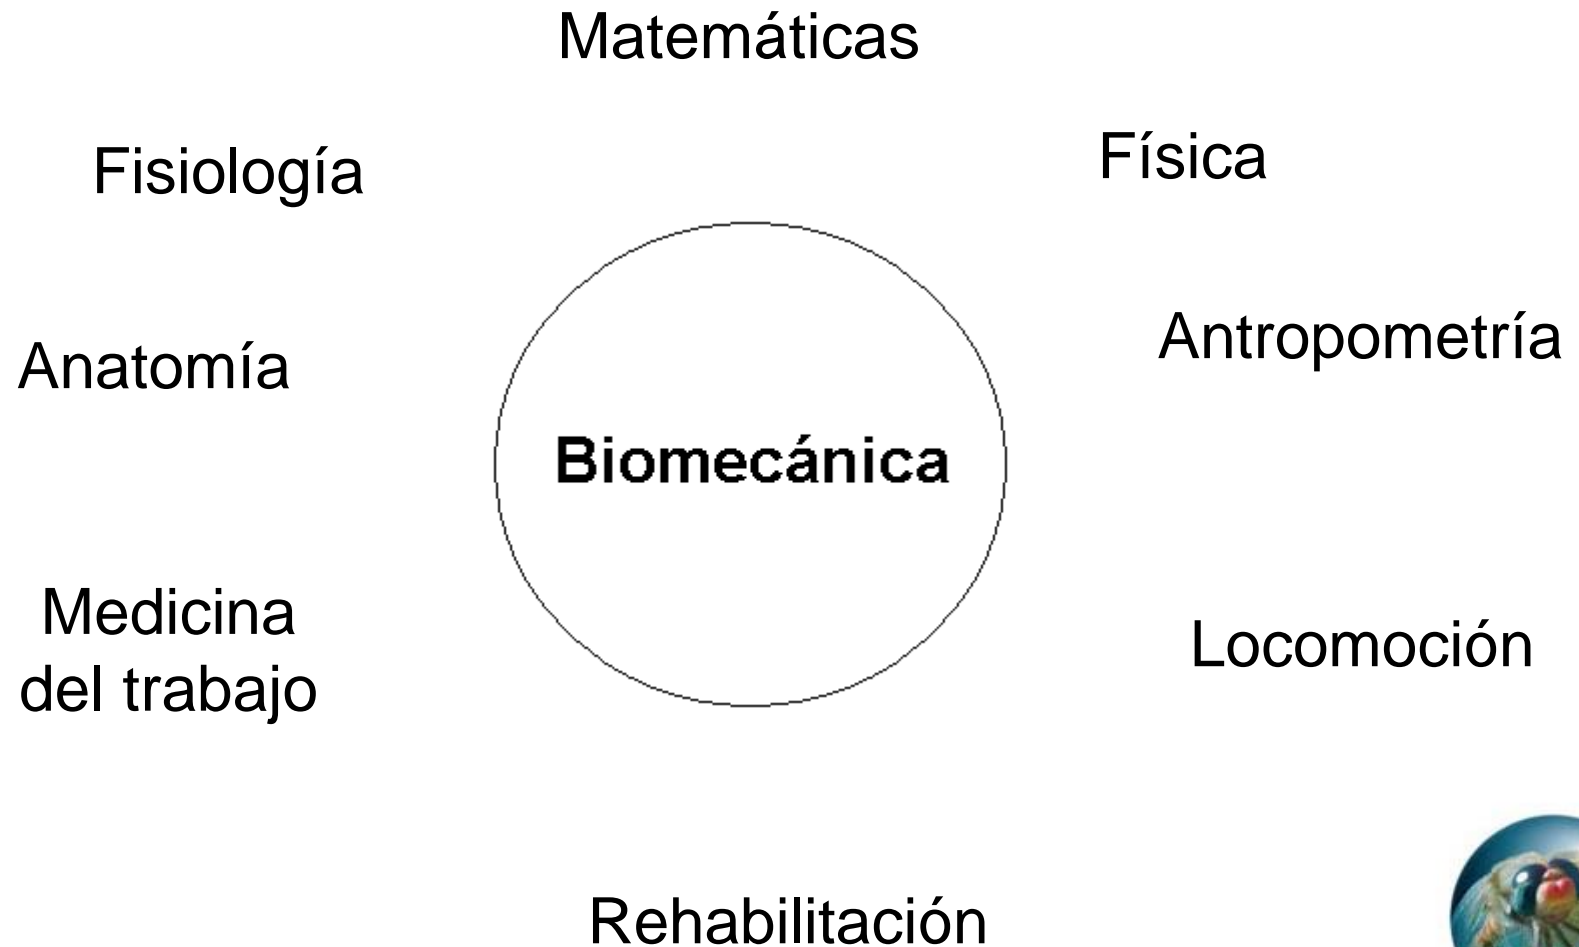 Matemáticas
Fisiología
Física
Anatomía
Antropometría
Biomecánica
Medicina
del trabajo
Locomoción
Rehabilitación